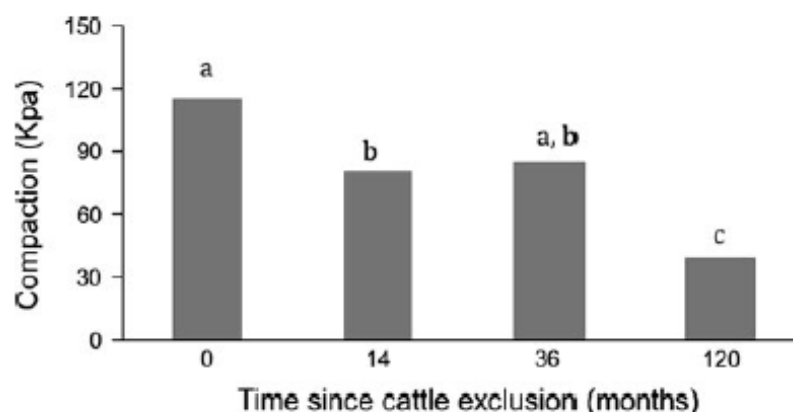 150
a
120
a, b
b
90
Compaction (Kpa)
60
c
30
0
0 14 36 120
Time since cattle exclusion (months)